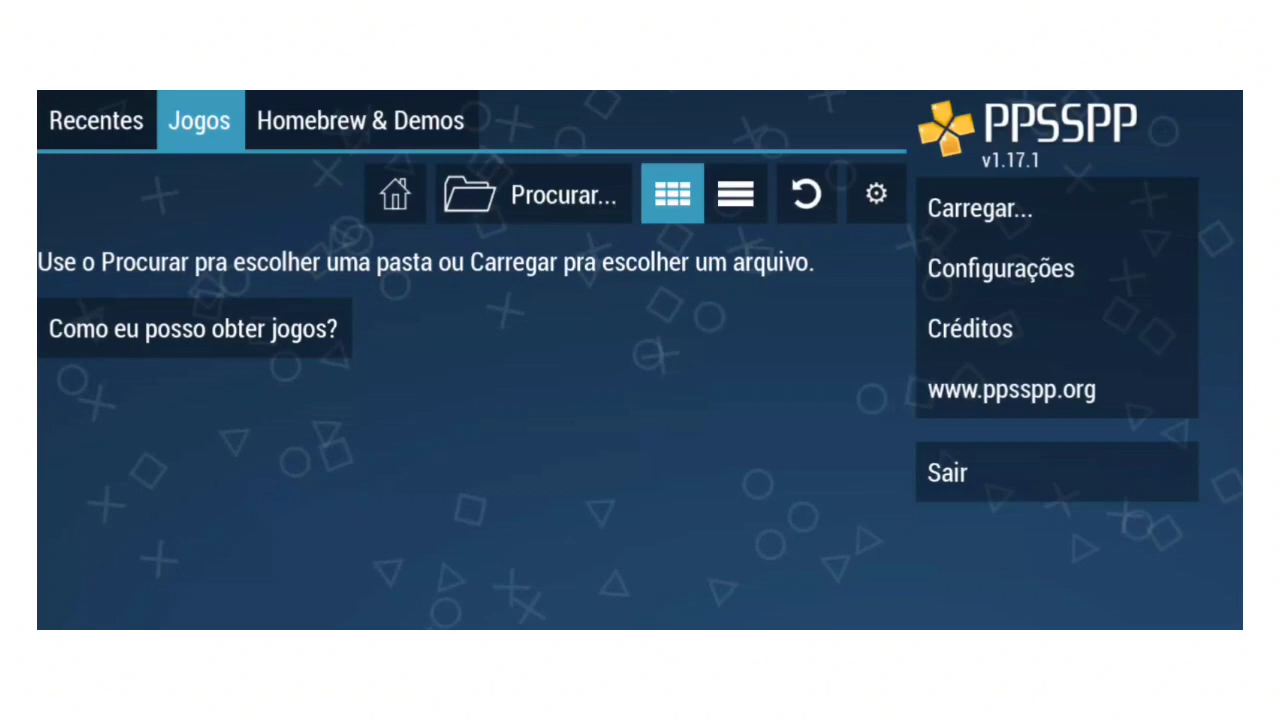 Recentes
Jogos
Homebrew & Demos
PPSSPP
v1.17.1
Procurar...
Use o Procurar pra escolher uma pasta ou Carregar pra escolher um arquivo.
Como eu posso obter jogos?
Carregar...
Configurações
Créditos
www.ppsspp.org
Sair